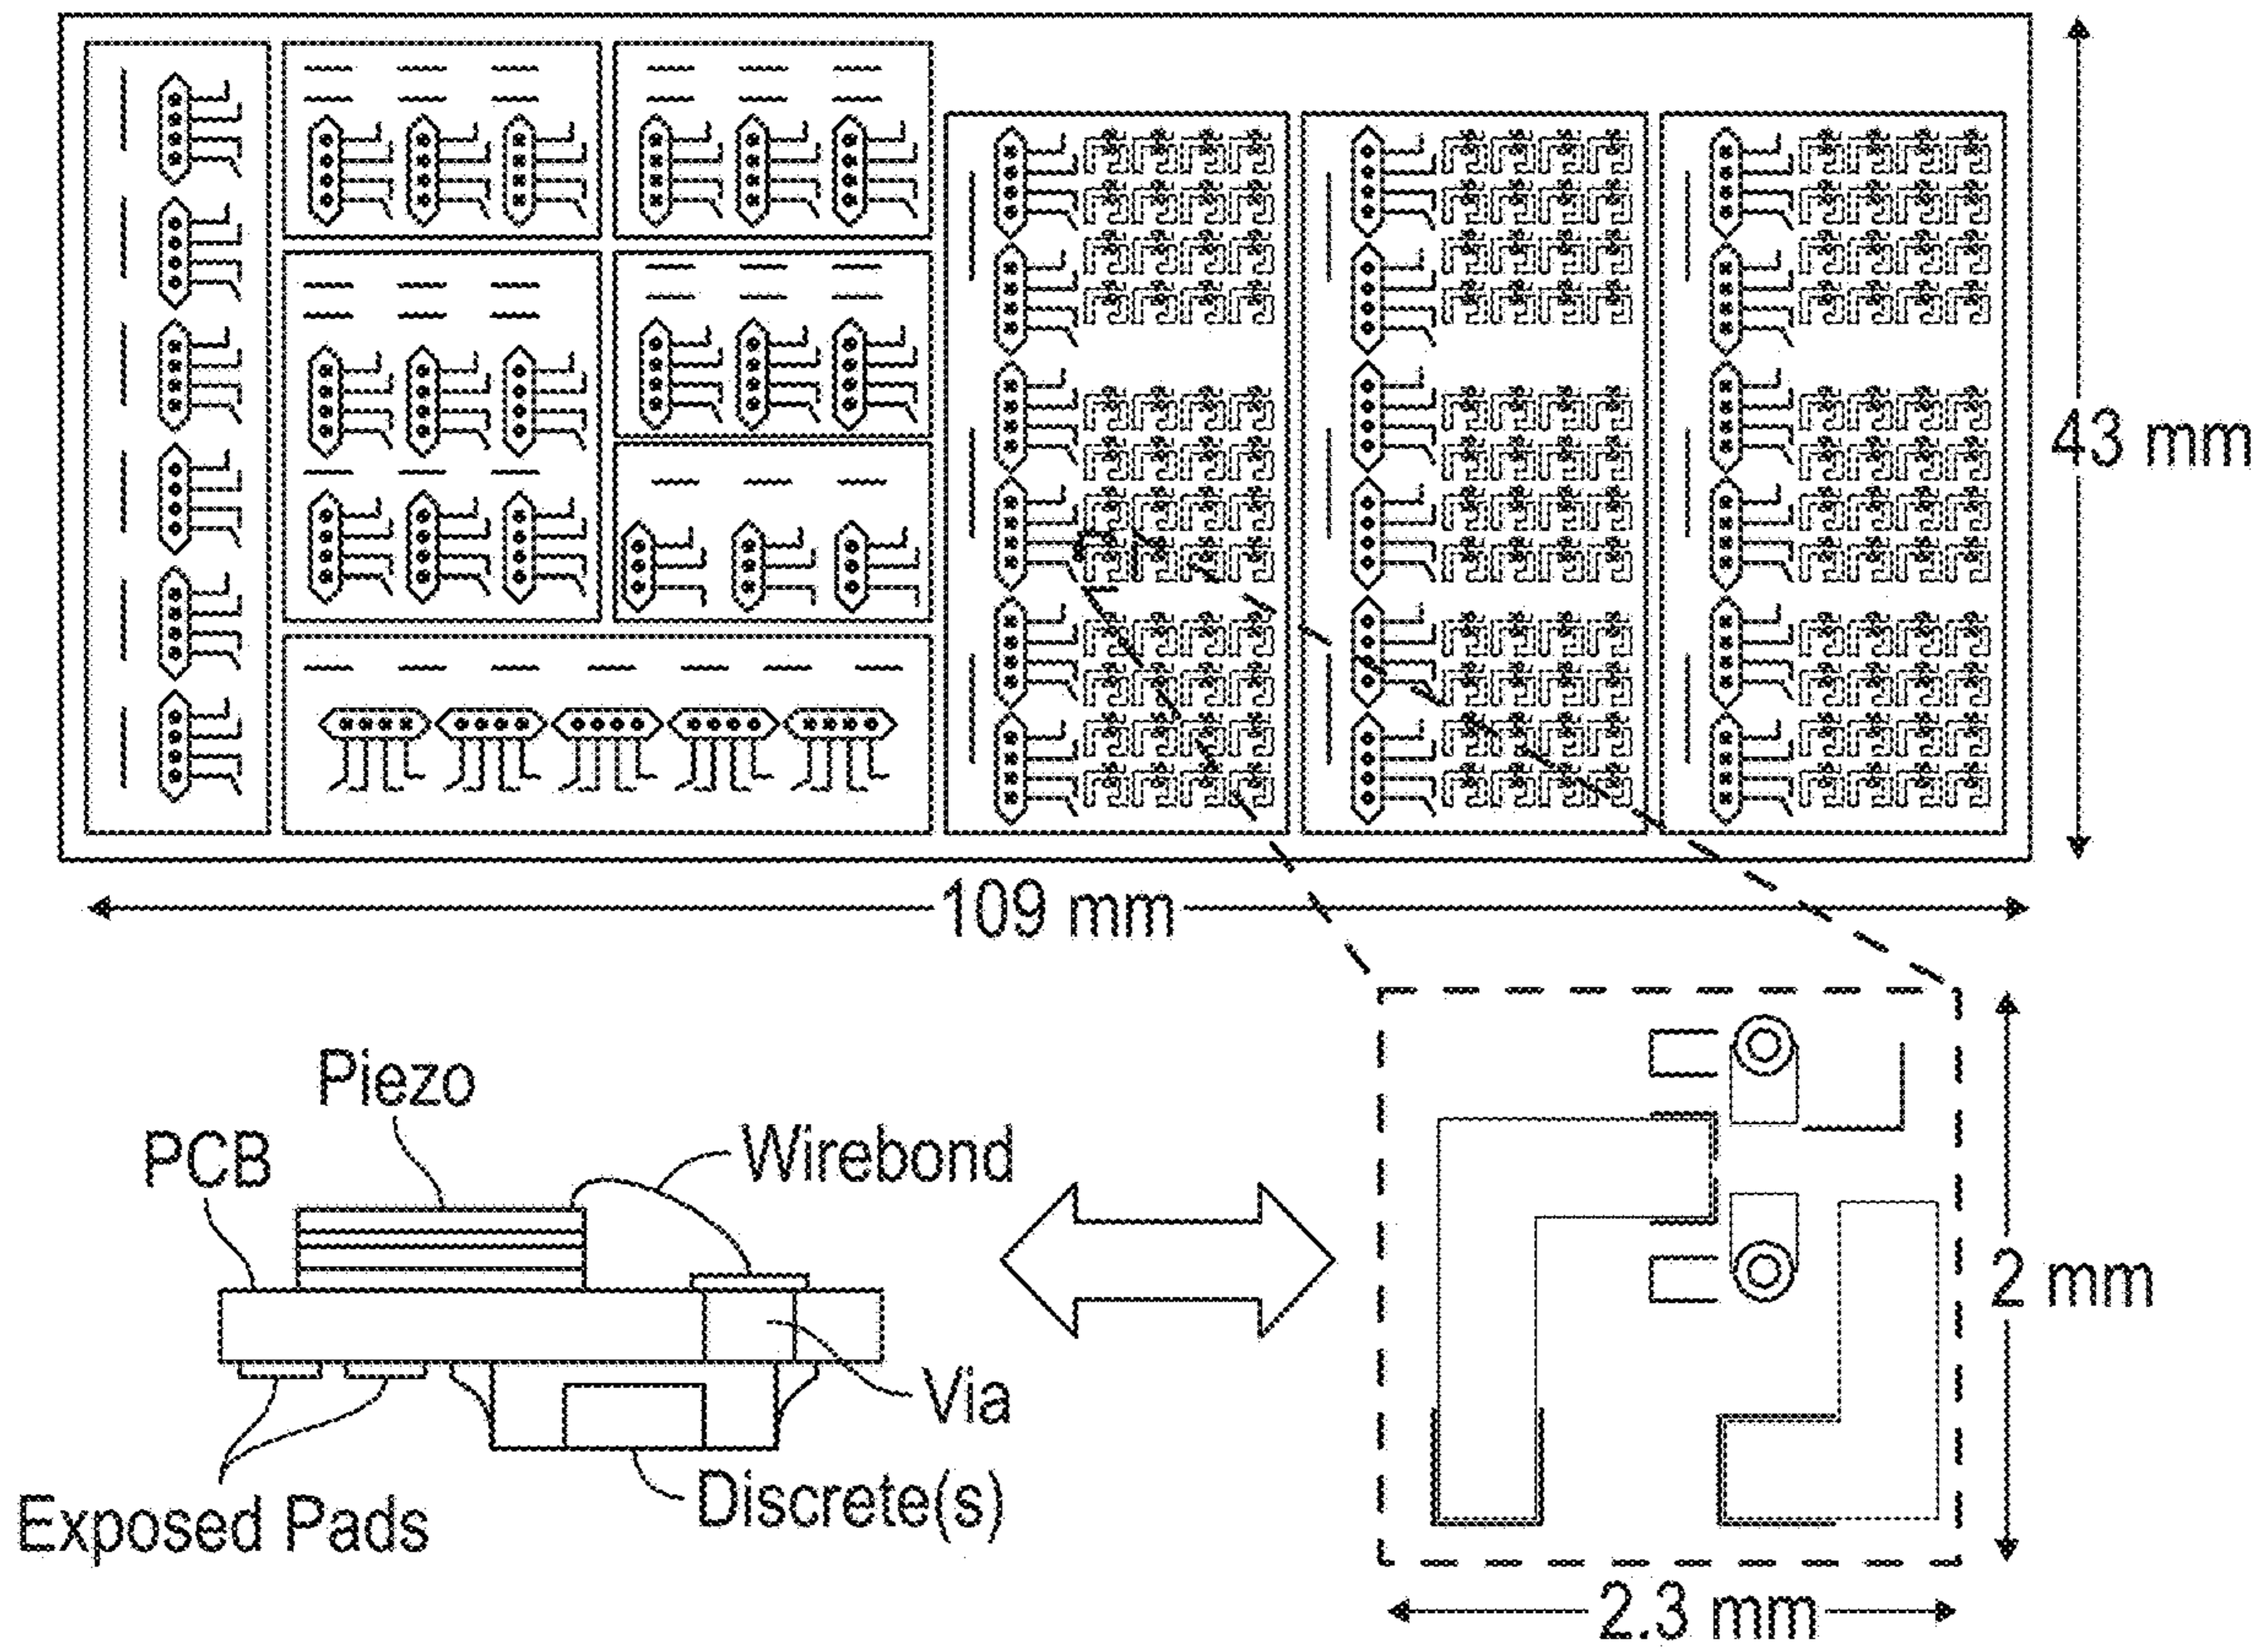 43 mm
109 mm
Piezo
PCB
Wirebond
2 mm
Via
Discrete(s)
Exposed Pads
2.3 mm